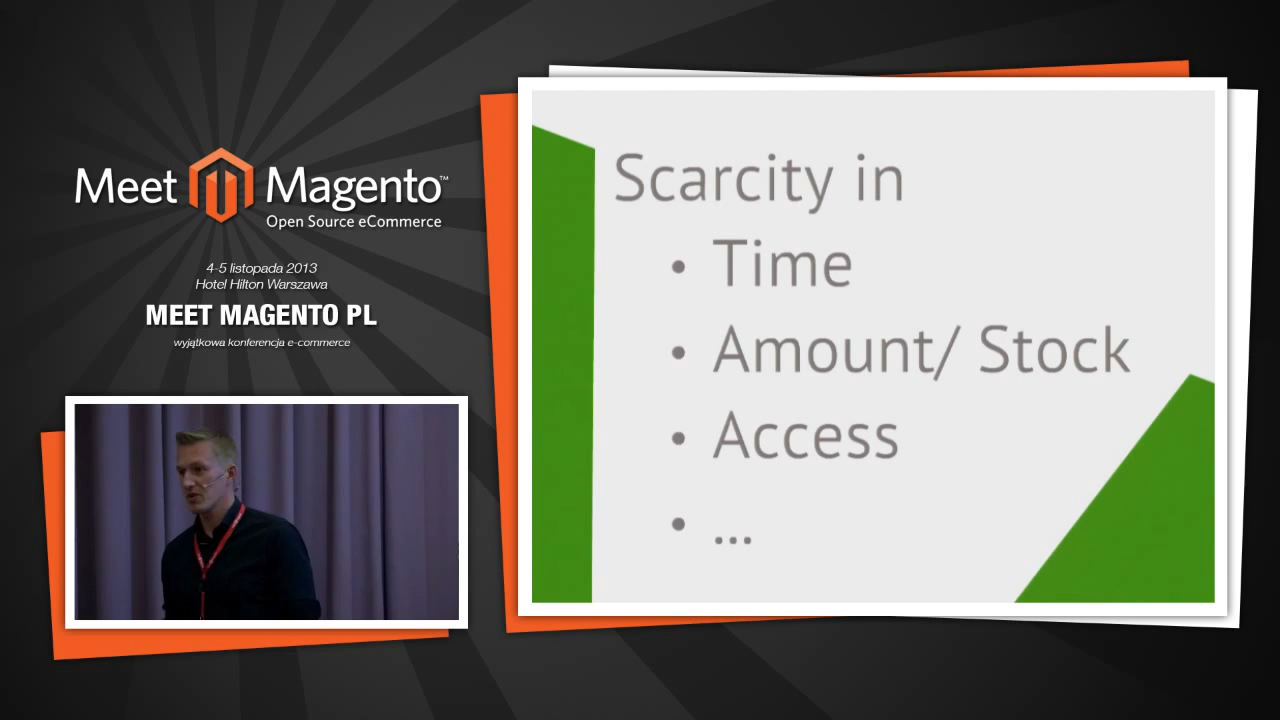 Meet Magento™
Open Source eCommerce
4-5 listopada 2013
Hotel Hilton Warszawa
MEET MAGENTO PL
wyjątkowa konferencja e-commerce
Scarcity in
• Time
• Amount/ Stock
• Access
• ...